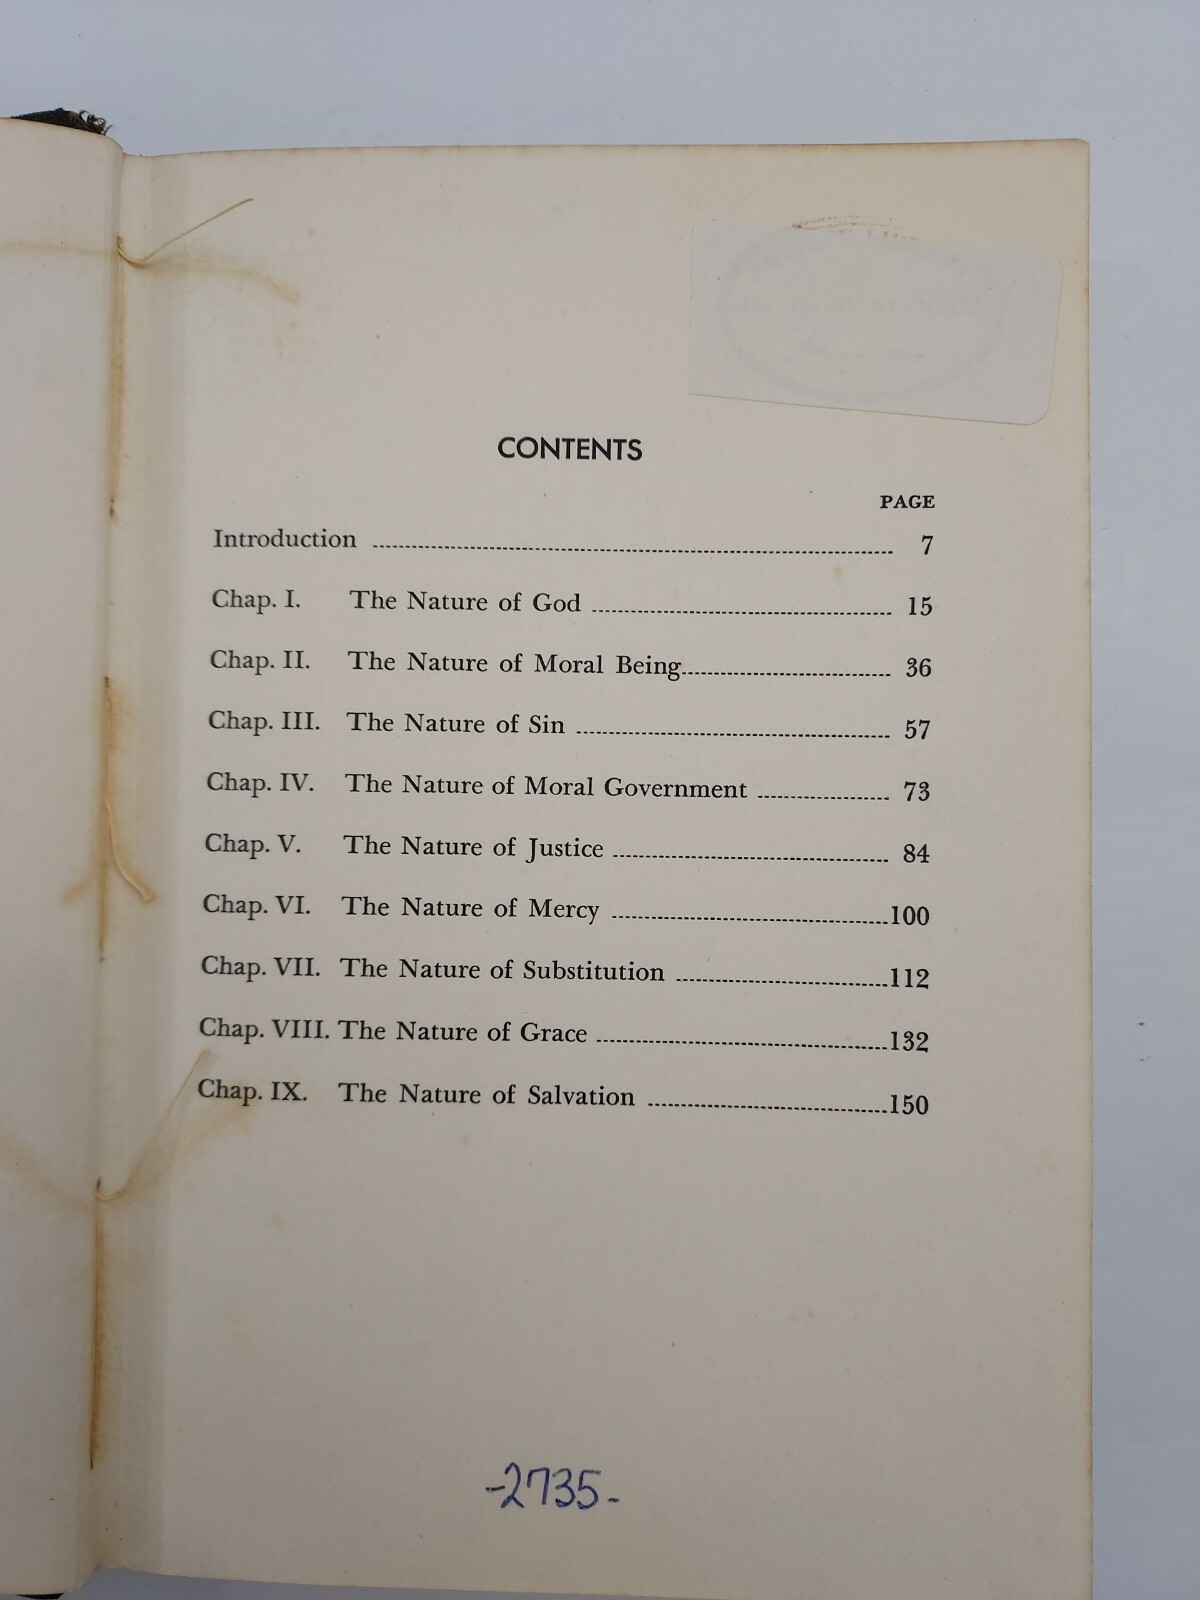 CONTENTS
PAGE
Introduction ........ 7
Chap. I. The Nature of God ........ 15
Chap. II. The Nature of Moral Being........ 36
Chap. III. The Nature of Sin ........ 57
Chap. IV. The Nature of Moral Government ........ 73
Chap. V. The Nature of Justice ........ 84
Chap. VI. The Nature of Mercy ........100
Chap. VII. The Nature of Substitution ........112
Chap. VIII. The Nature of Grace ........132
Chap. IX. The Nature of Salvation ........150
-2735-